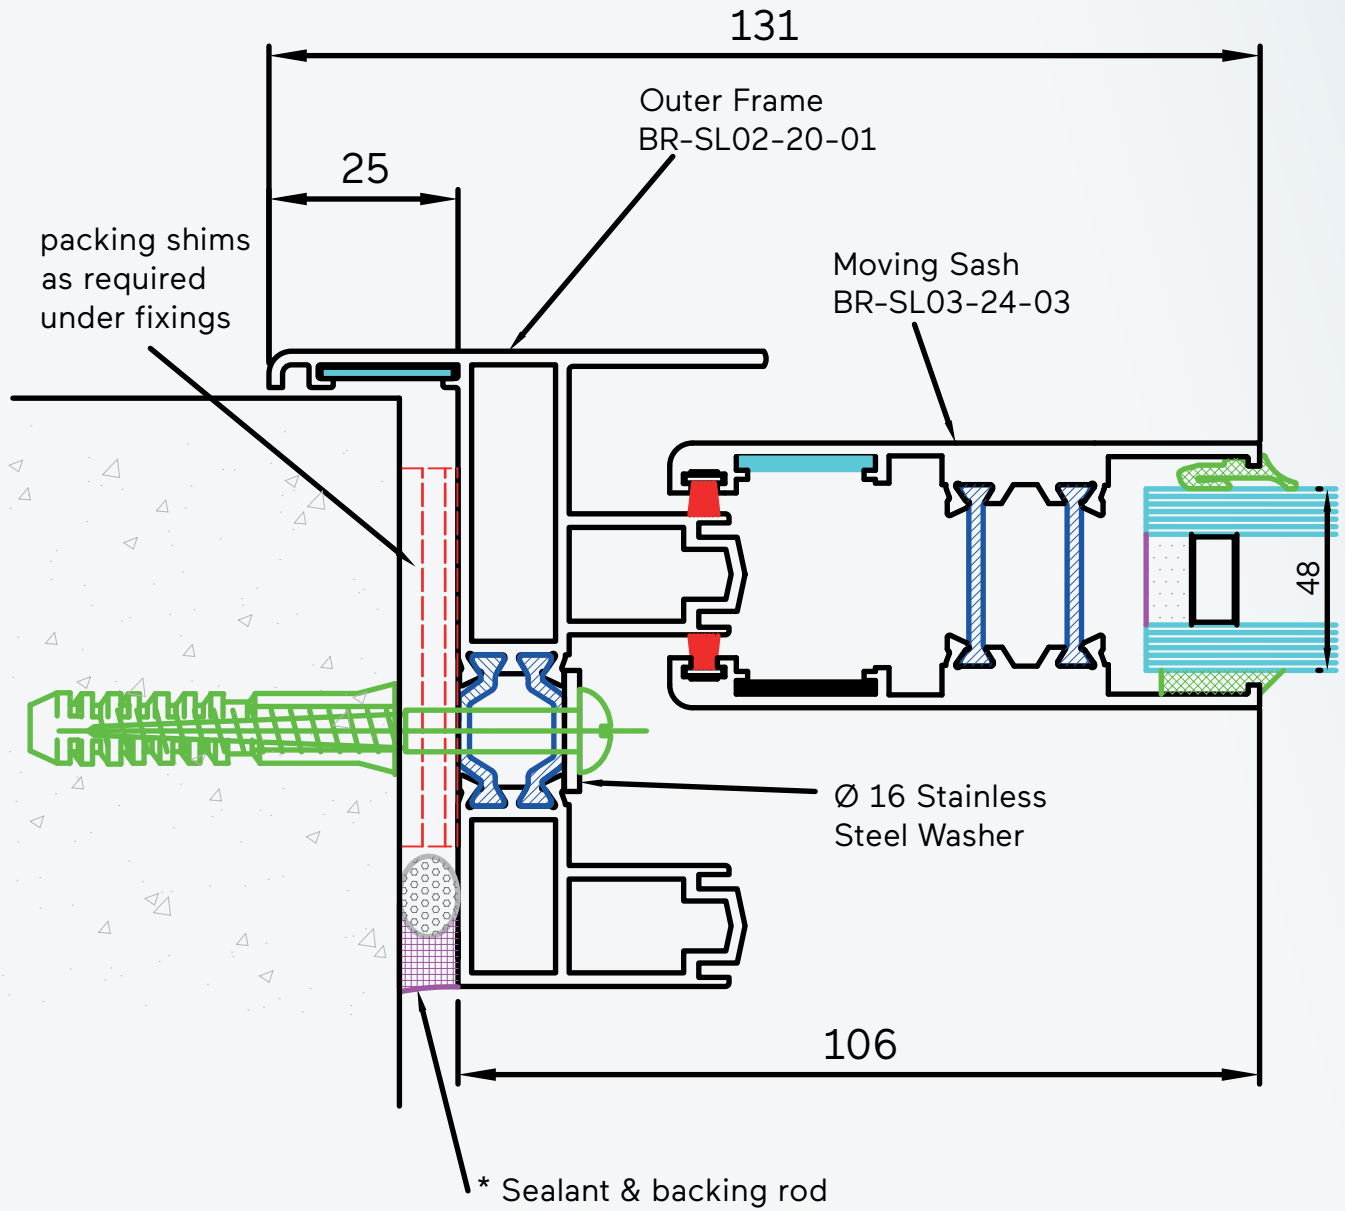 131
Outer Frame
BR-SL02-20-01
25
packing shims
as required
under fixings
Moving Sash
BR-SL03-24-03
48
Ø 16 Stainless
Steel Washer
106
* Sealant & backing rod